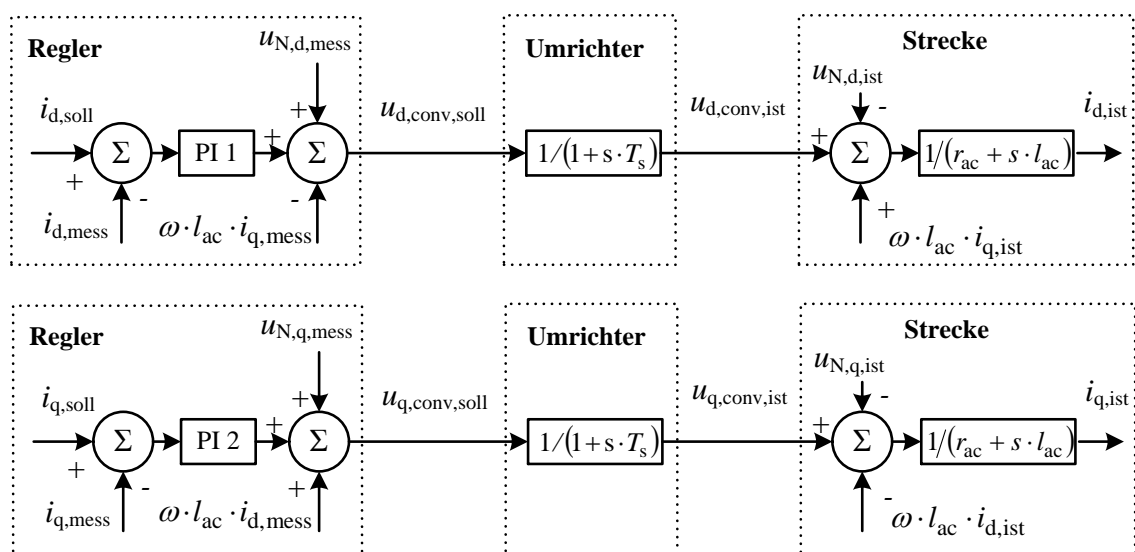 Regler
u_N,d,mess
i_d,soll
+
Σ
PI 1
+
+
Σ
-
-
i_d,mess
ω · l_ac · i_q,mess
u_d,conv,soll
Umrichter
1/(1+s·T_s)
u_d,conv,ist
Strecke
u_N,d,ist
-
+
Σ
1/(r_ac + s · l_ac)
i_d,ist
+
ω · l_ac · i_q,ist
Regler
u_N,q,mess
i_q,soll
+
Σ
PI 2
+
+
Σ
-
+
i_q,mess
ω · l_ac · i_d,mess
u_q,conv,soll
Umrichter
1/(1+s·T_s)
u_q,conv,ist
Strecke
u_N,q,ist
-
+
Σ
1/(r_ac + s · l_ac)
i_q,ist
-
ω · l_ac · i_d,ist